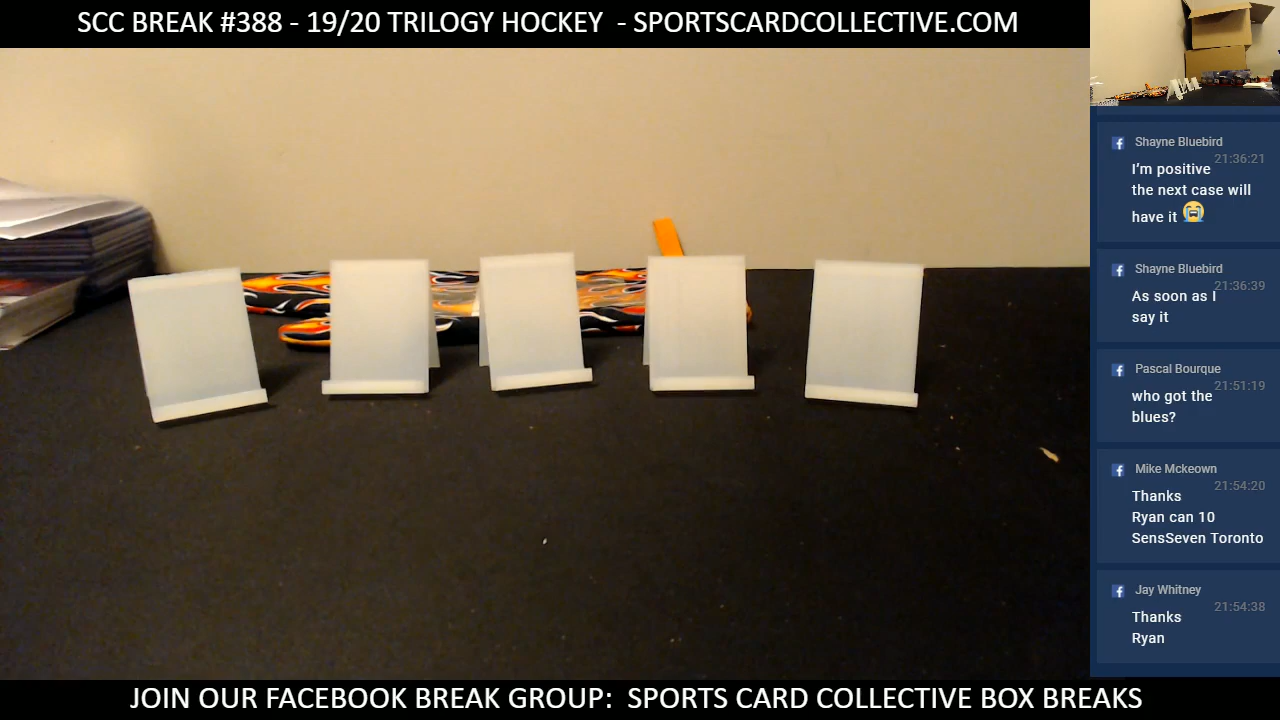 SCC BREAK #388 - 19/20 TRILOGY HOCKEY - SPORTSCARDCOLLECTIVE.COM
Shayne Bluebird
21:36:21
I'm positive
the next case will
have it 😭
Shayne Bluebird
21:36:39
As soon as I
say it
Pascal Bourque
21:51:19
who got the
blues?
Mike Mckeown
21:54:20
Thanks
Ryan can 10
SensSeven Toronto
Jay Whitney
21:54:38
Thanks
Ryan
JOIN OUR FACEBOOK BREAK GROUP: SPORTS CARD COLLECTIVE BOX BREAKS